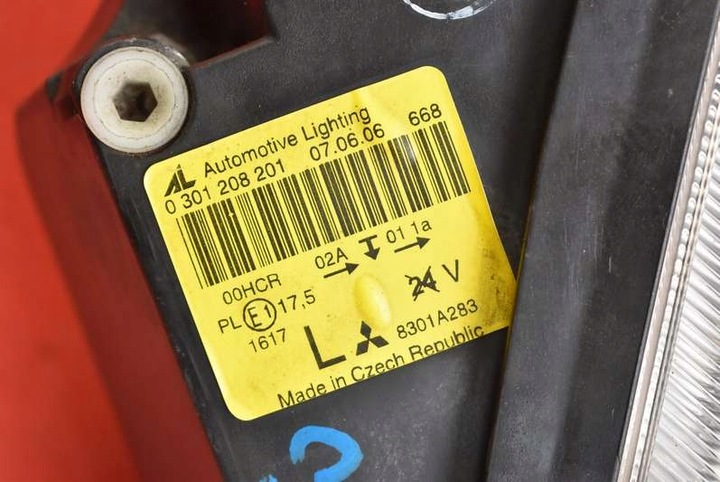 AL Automotive Lighting
0 301 208 201 07.06.06 668
00HCR 02A 01 1a
PL E1 17,5 24 V
1617 L 8301A283
Made in Czech Republic